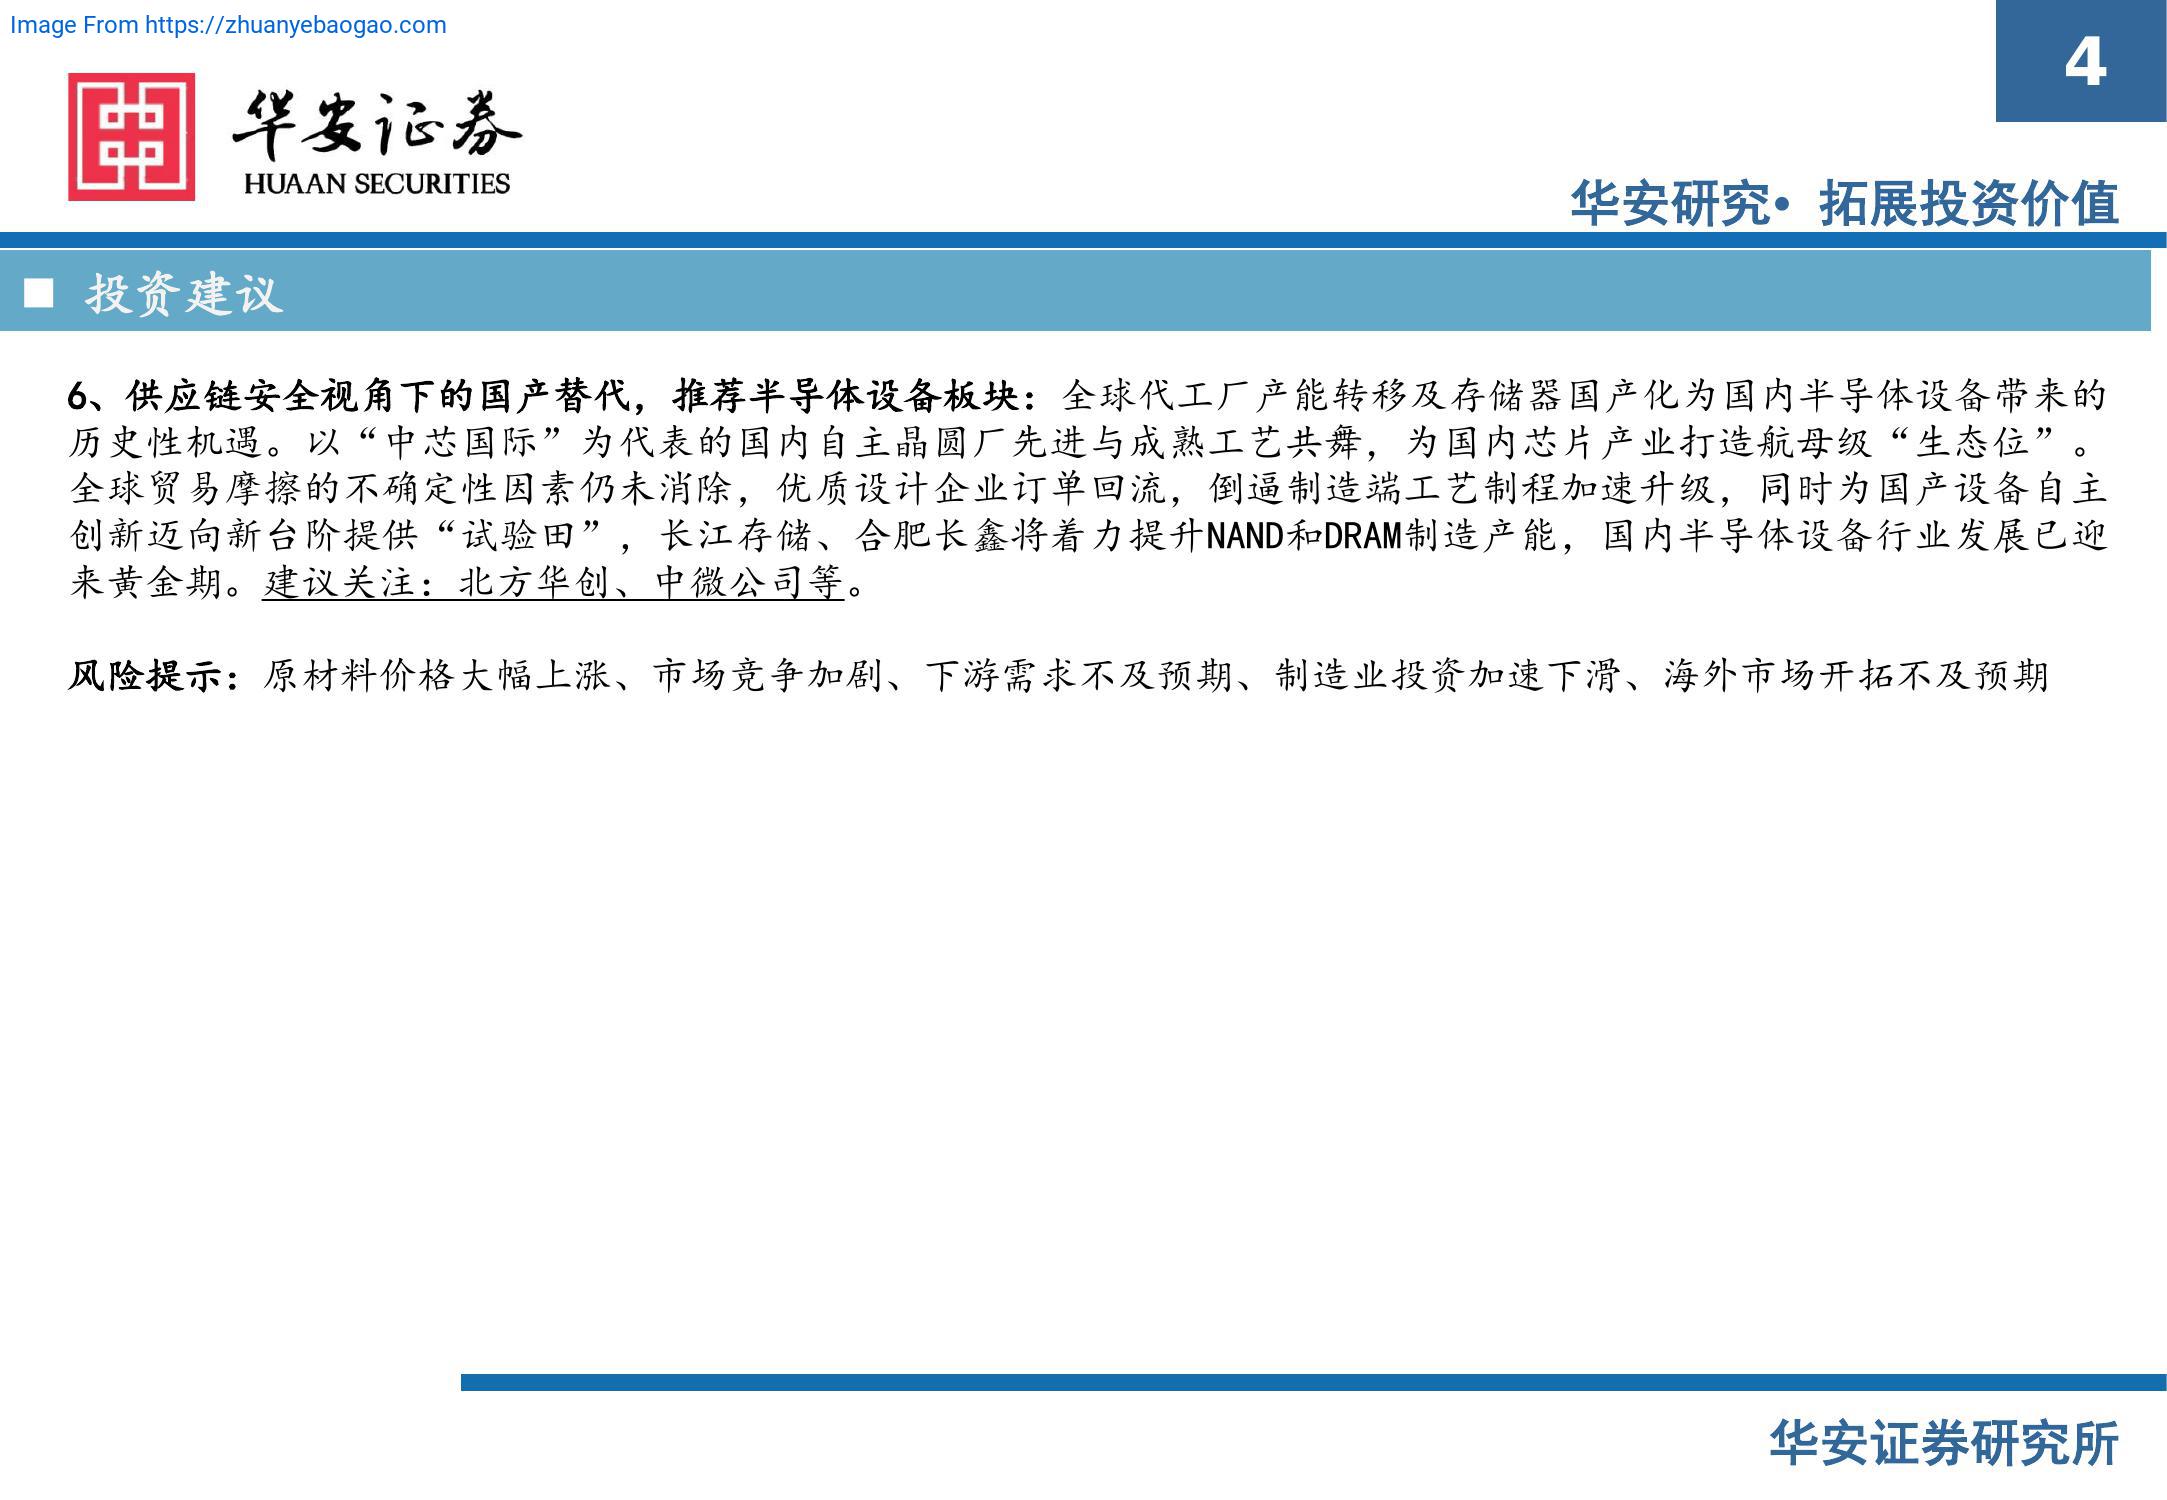 Image From https://zhuanyebaogao.com
4
华安证券
HUAAN SECURITIES
华安研究• 拓展投资价值
■ 投资建议
6、供应链安全视角下的国产替代，推荐半导体设备板块：全球代工厂产能转移及存储器国产化为国内半导体设备带来的
历史性机遇。以“中芯国际”为代表的国内自主晶圆厂先进与成熟工艺共舞，为国内芯片产业打造航母级“生态位”。
全球贸易摩擦的不确定性因素仍未消除，优质设计企业订单回流，倒逼制造端工艺制程加速升级，同时为国产设备自主
创新迈向新台阶提供“试验田”，长江存储、合肥长鑫将着力提升NAND和DRAM制造产能，国内半导体设备行业发展已迎
来黄金期。建议关注：北方华创、中微公司等。
风险提示：原材料价格大幅上涨、市场竞争加剧、下游需求不及预期、制造业投资加速下滑、海外市场开拓不及预期
华安证券研究所